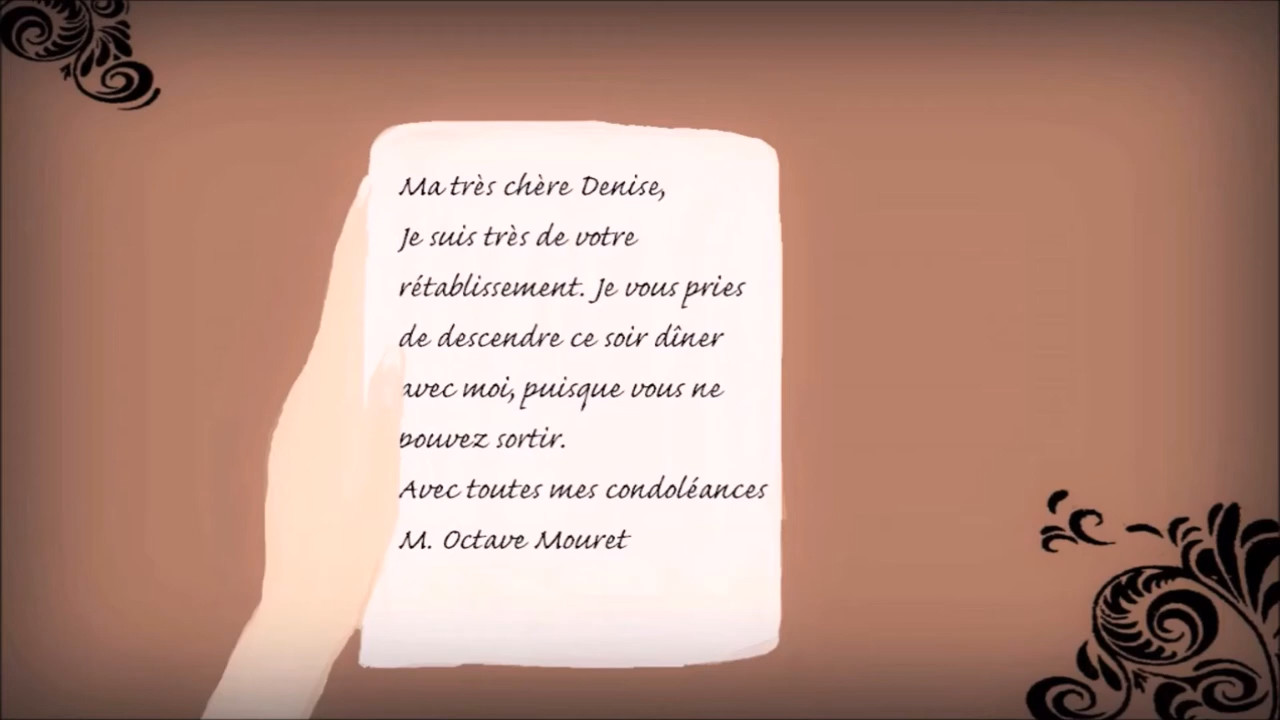 Ma très chère Denise,
Je suis très de votre
rétablissement. Je vous pries
de descendre ce soir dîner
avec moi, puisque vous ne
pouvez sortir.
Avec toutes mes condoléances
M. Octave Mouret